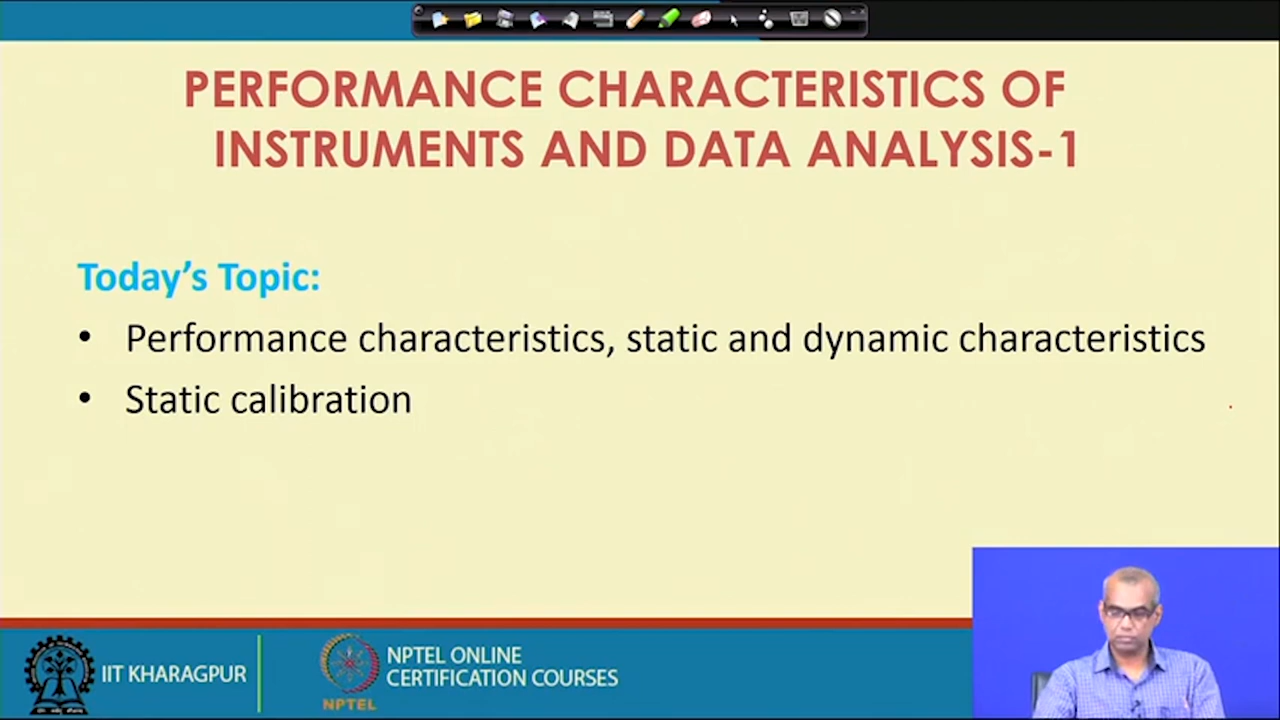 PERFORMANCE CHARACTERISTICS OF
INSTRUMENTS AND DATA ANALYSIS-1
Today's Topic:
• Performance characteristics, static and dynamic characteristics
• Static calibration
IIT KHARAGPUR
NPTEL ONLINE
CERTIFICATION COURSES
NPTEL